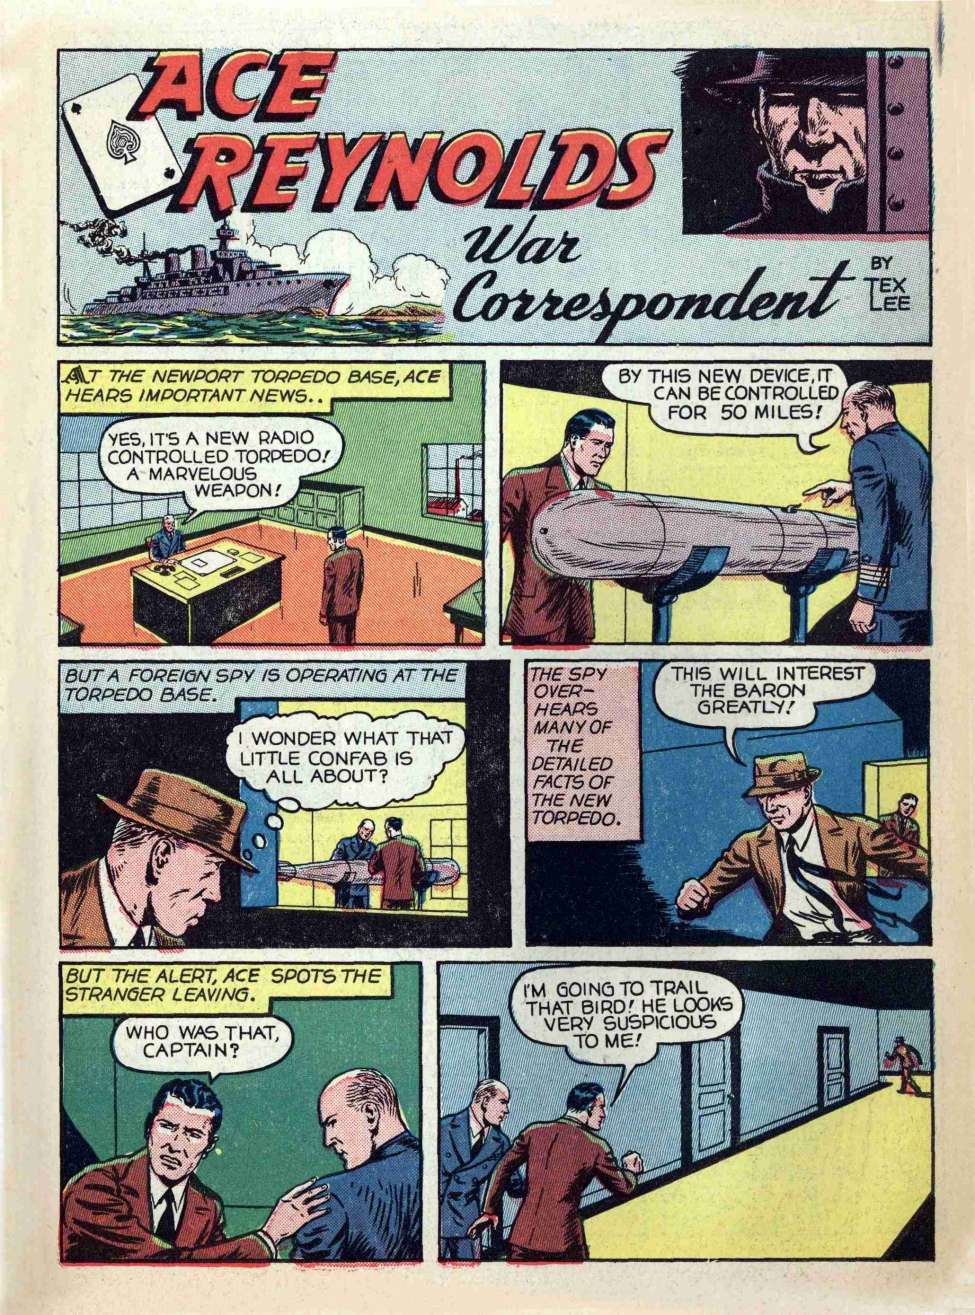 ACE
REYNOLDS
War
Correspondent
BY
TEX
LEE
AT THE NEWPORT TORPEDO BASE, ACE
HEARS IMPORTANT NEWS..
YES, IT'S A NEW RADIO
CONTROLLED TORPEDO!
A MARVELOUS
WEAPON!
BY THIS NEW DEVICE, IT
CAN BE CONTROLLED
FOR 50 MILES!
BUT A FOREIGN SPY IS OPERATING AT THE
TORPEDO BASE.
I WONDER WHAT THAT
LITTLE CONFAB IS
ALL ABOUT?
THE SPY
OVER-
HEARS
MANY OF
THE
DETAILED
FACTS OF
THE NEW
TORPEDO.
THIS WILL INTEREST
THE BARON
GREATLY!
BUT THE ALERT, ACE SPOTS THE
STRANGER LEAVING.
WHO WAS THAT,
CAPTAIN?
I'M GOING TO TRAIL
THAT BIRD! HE LOOKS
VERY SUSPICIOUS
TO ME!